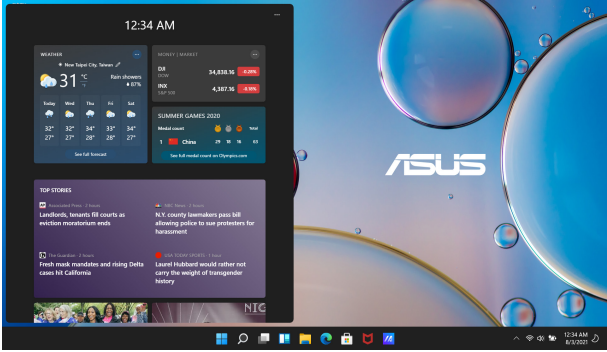 12:34 AM
WEATHER
New Taipei City, Taiwan
31 °C
Rain showers
87%
Today Wed Thu Fri Sat
32° 32° 34° 33° 34°
27° 27° 28° 28° 27°
See full forecast
MONEY | MARKET
DJI
DOW
34,838.16 -0.28%
INX
S&P 500
4,387.16 -0.18%
SUMMER GAMES 2020
Medal count Total
1 China 29 18 16 63
See full medal count on Olympics.com
TOP STORIES
Associated Press · 2 hours
Landlords, tenants fill courts as
eviction moratorium ends
NBC News · 2 hours
N.Y. county lawmakers pass bill
allowing police to sue protesters for
harassment
The Guardian · 2 hours
Fresh mask mandates and rising Delta
cases hit California
USA TODAY SPORTS · 1 hour
Laurel Hubbard would rather not
carry the weight of transgender
history
NIG
ASUS
12:34 AM
8/3/2021